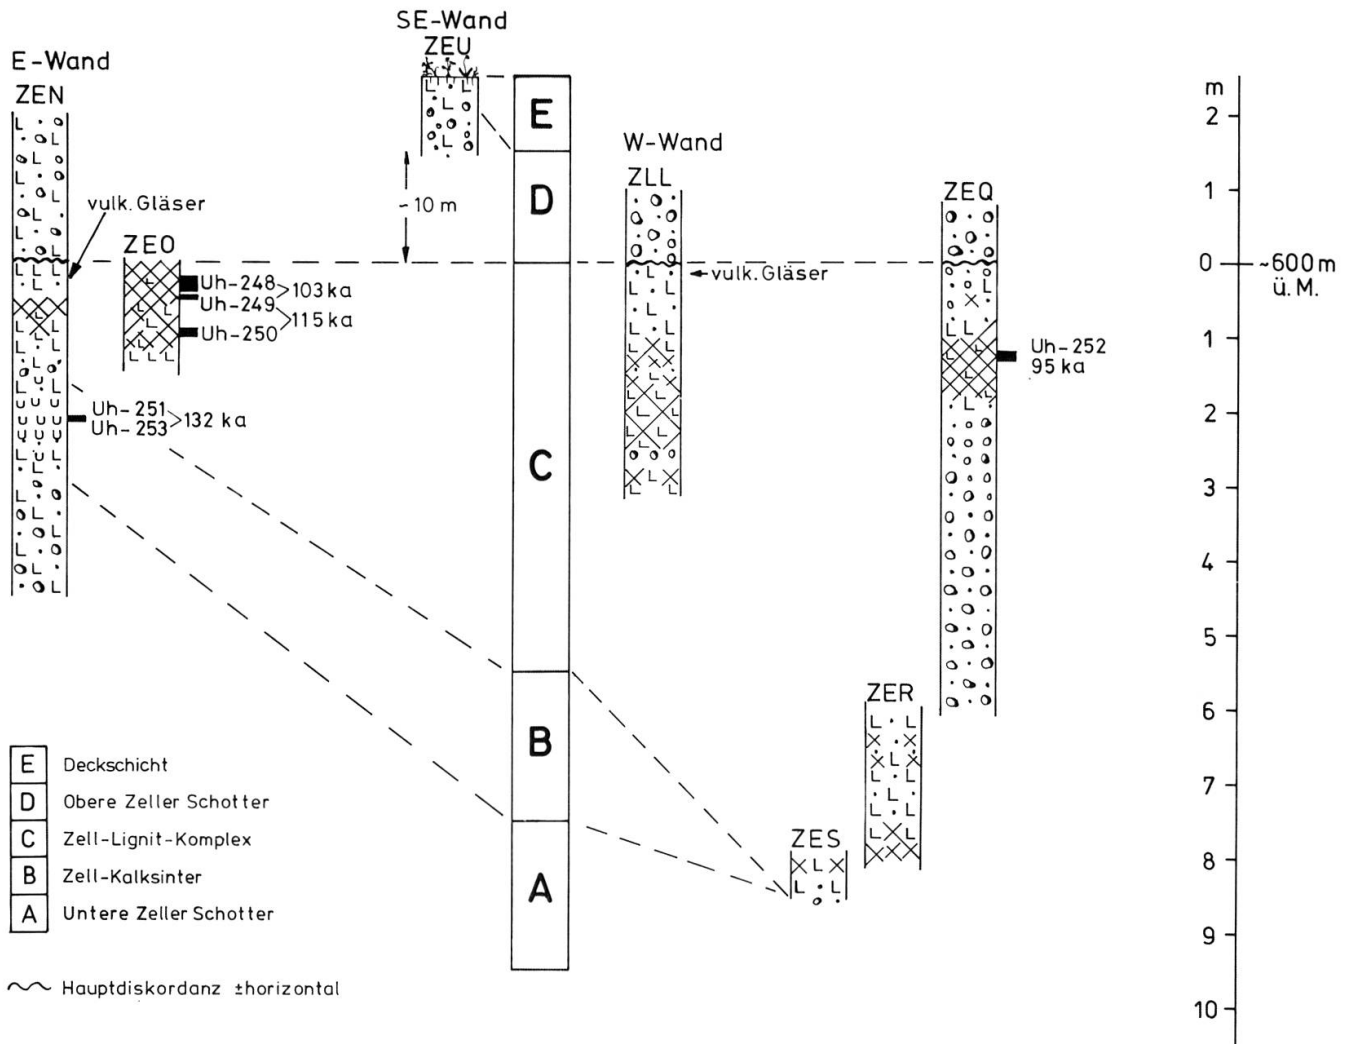 E-Wand
ZEN
SE-Wand
ZEU
vulk. Gläser
ZEO
Uh-248
Uh-249
>103 ka
>115 ka
Uh-250
Uh-251
Uh-253
>132 ka
~10 m
E
D
C
B
A
W-Wand
ZLL
←vulk. Gläser
ZEQ
Uh-252
95 ka
ZER
ZES
m
2
1
0
~600 m
ü. M.
1
2
3
4
5
6
7
8
9
10
E Deckschicht
D Obere Zeller Schotter
C Zell-Lignit-Komplex
B Zell-Kalksinter
A Untere Zeller Schotter
Hauptdiskordanz ±horizontal